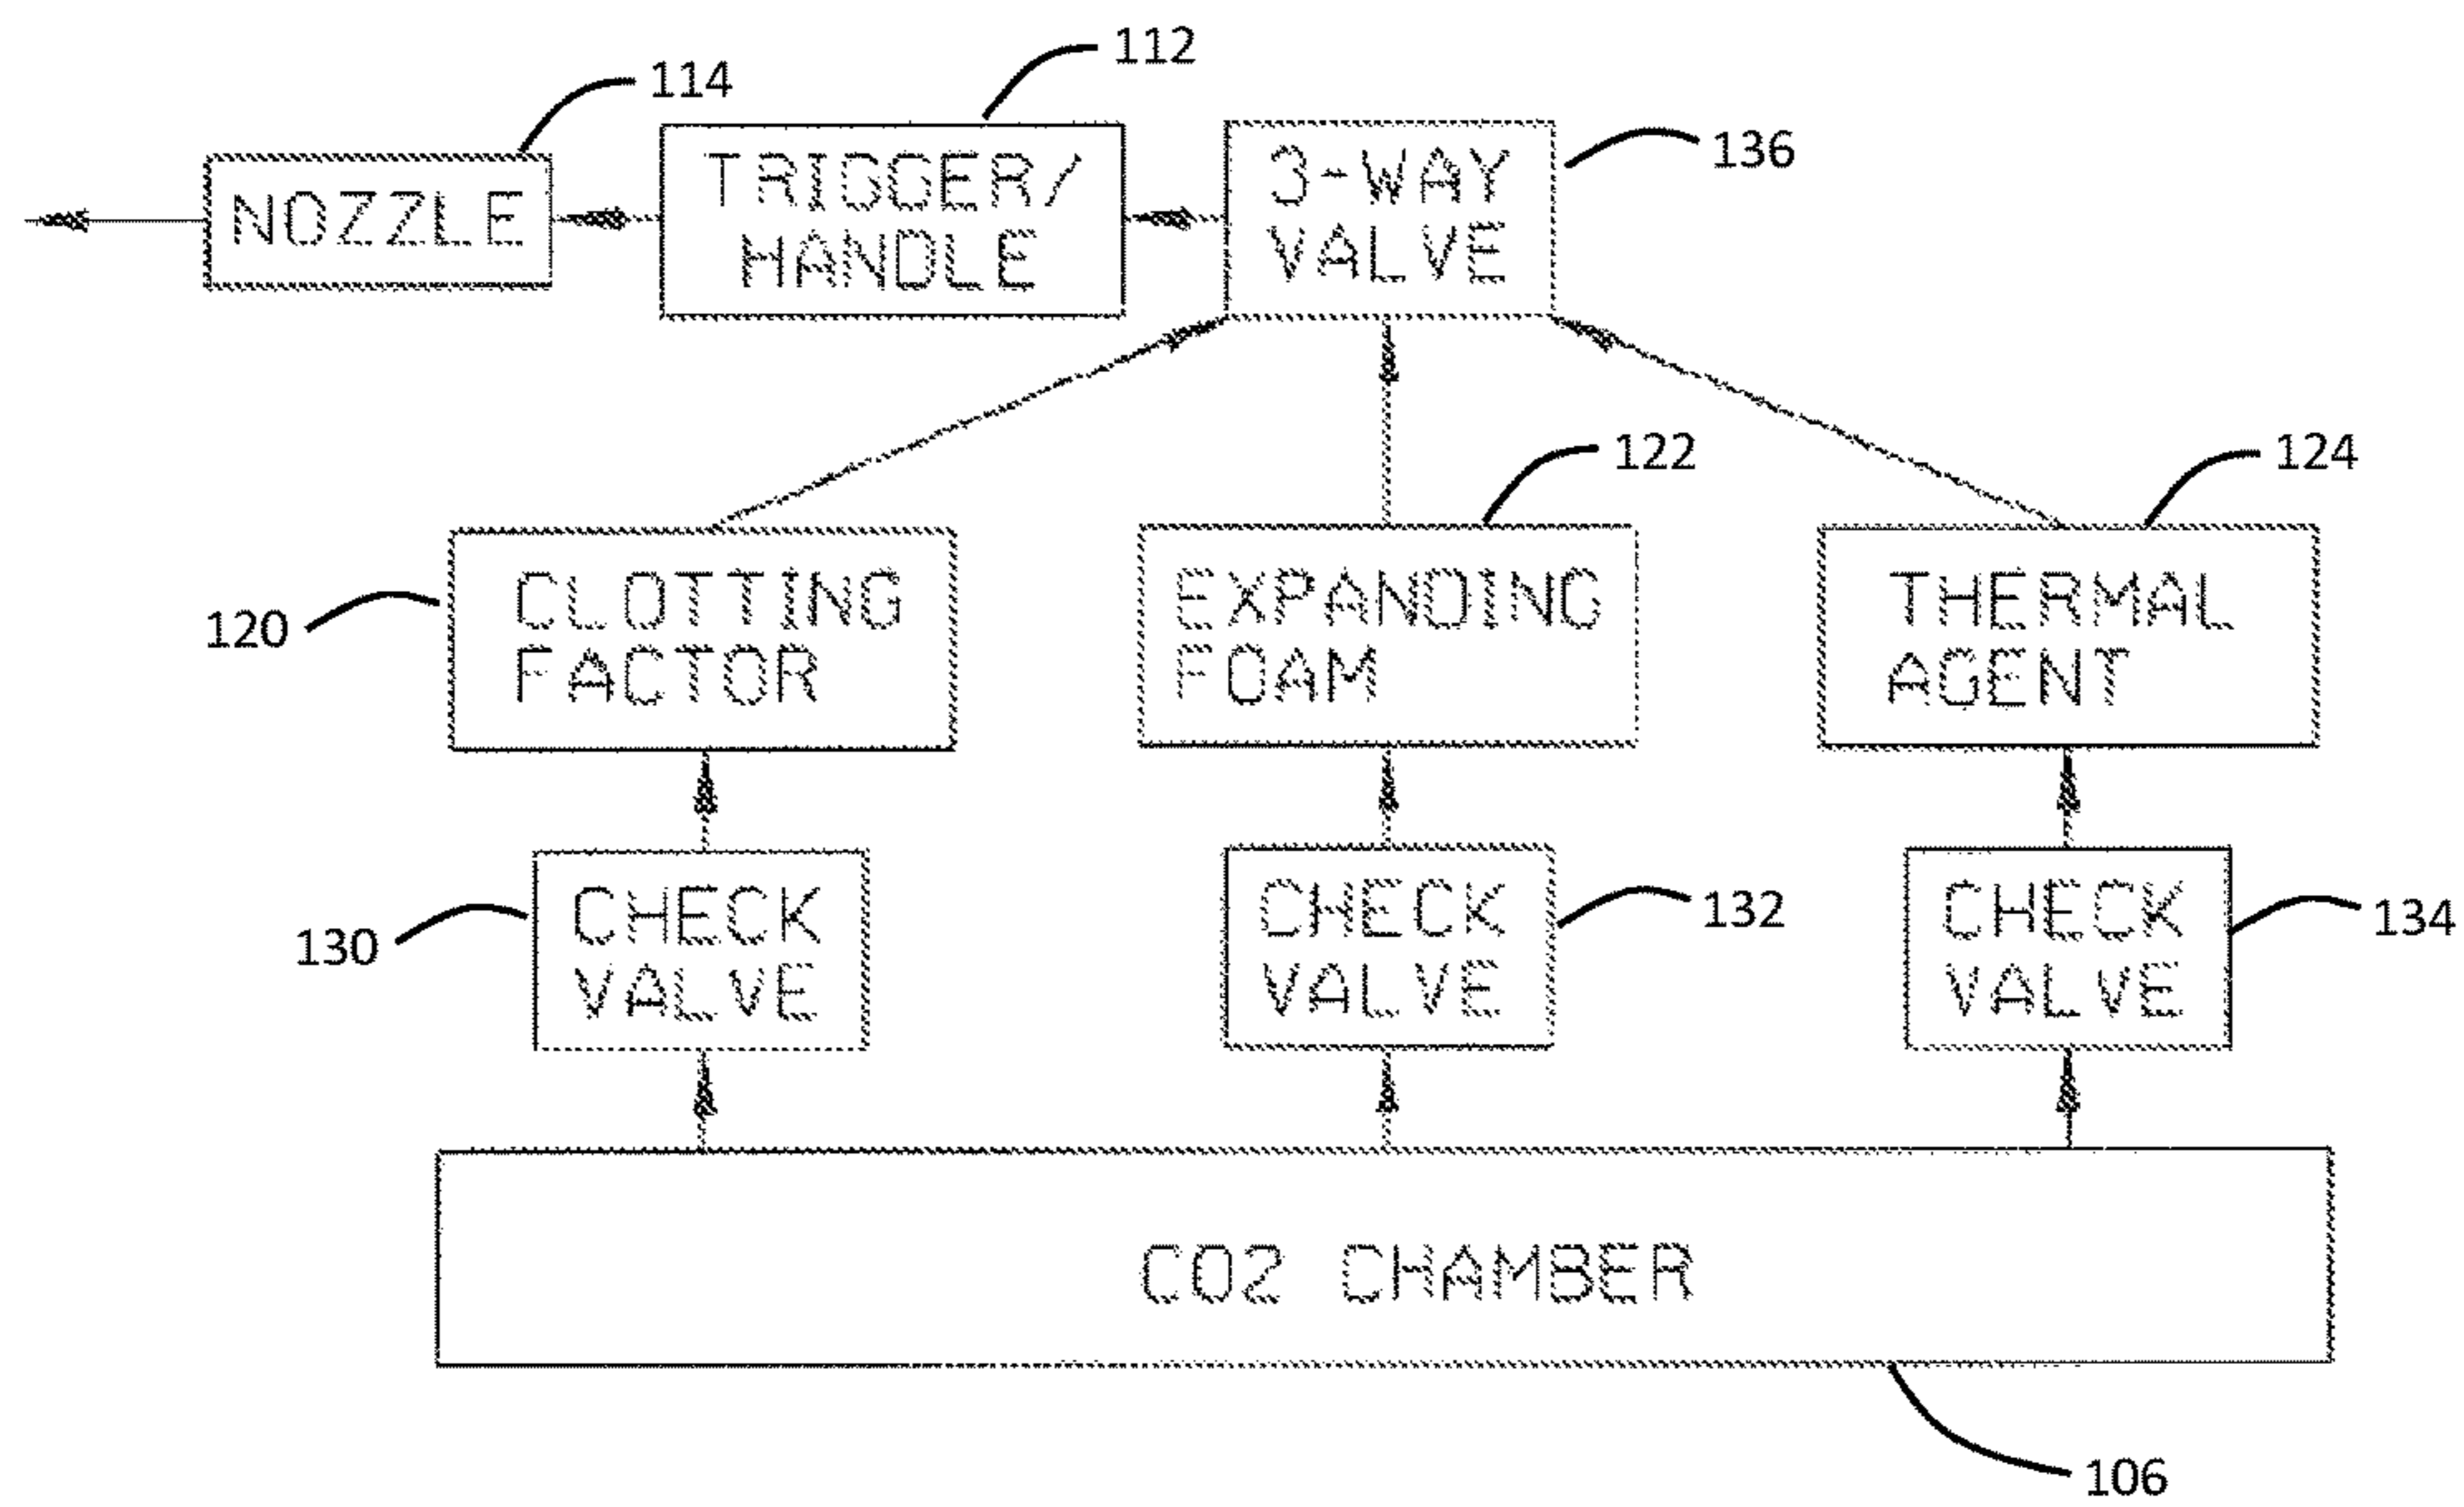 112
114
136
NOZZLE
TRIGGER/
HANDLE
3-WAY
VALVE
122
124
120
CLOTTING
FACTOR
EXPANDING
FOAM
THERMAL
AGENT
130
CHECK
VALVE
CHECK
VALVE
132
CHECK
VALVE
134
CO2 CHAMBER
106